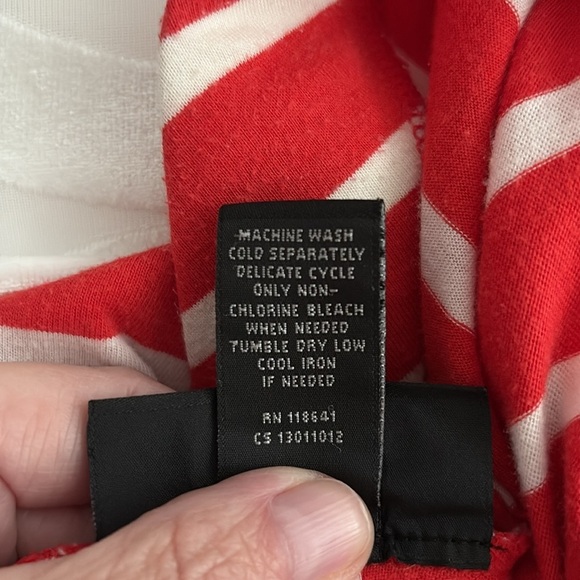 MACHINE WASH
COLD SEPARATELY
DELICATE CYCLE
ONLY NON-
CHLORINE BLEACH
WHEN NEEDED
TUMBLE DRY LOW
COOL IRON
IF NEEDED
RN 118641
CS 13011012